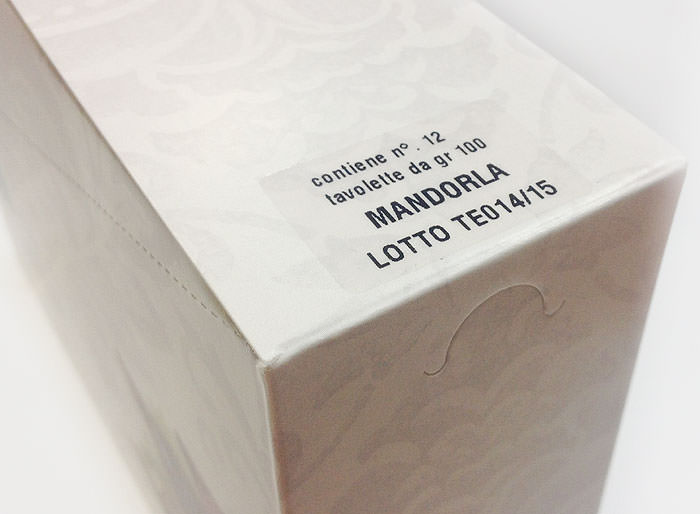 contiene n° . 12
tavolette da gr 100
MANDORLA
LOTTO TE014/15